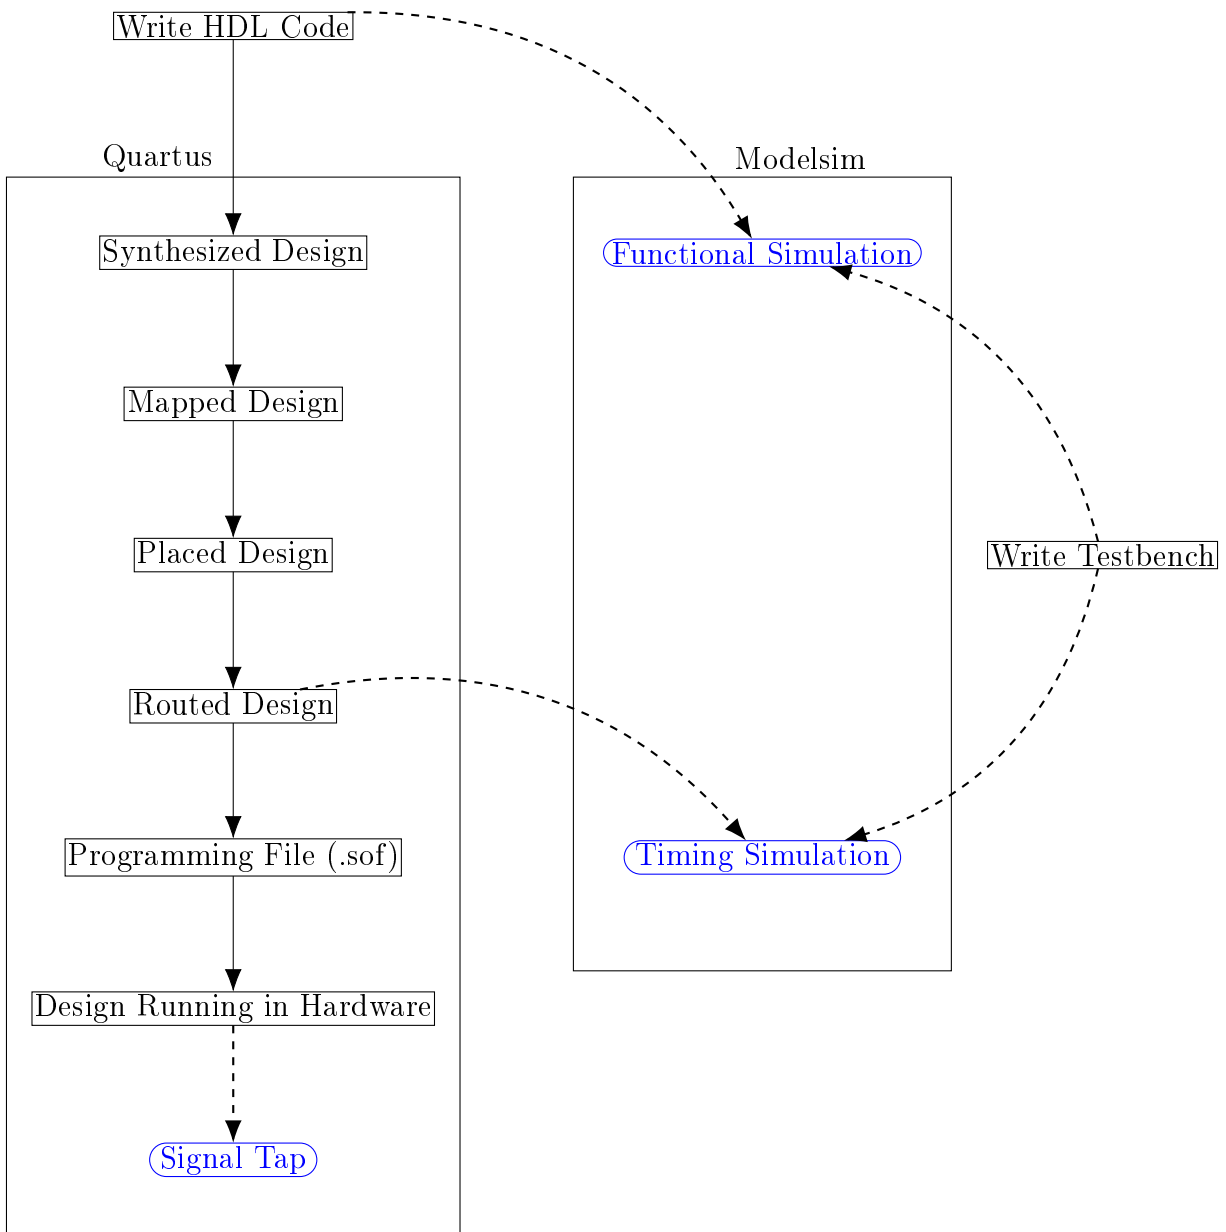 Write HDL Code
Quartus
Modelsim
Synthesized Design
Functional Simulation
Mapped Design
Placed Design
Write Testbench
Routed Design
Programming File (.sof)
Timing Simulation
Design Running in Hardware
Signal Tap